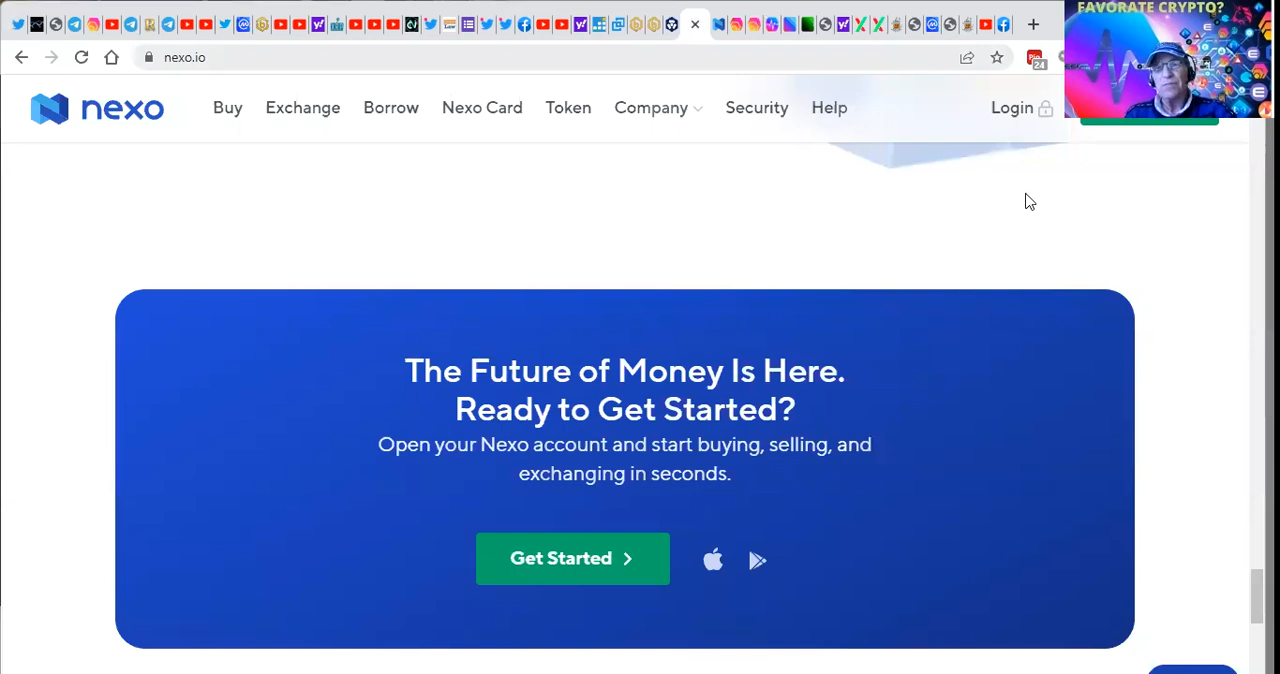 FAVORATE CRYPTO?
nexo.io
24
nexo
Buy
Exchange
Borrow
Nexo Card
Token
Company
Security
Help
Login
The Future of Money Is Here.
Ready to Get Started?
Open your Nexo account and start buying, selling, and
exchanging in seconds.
Get Started